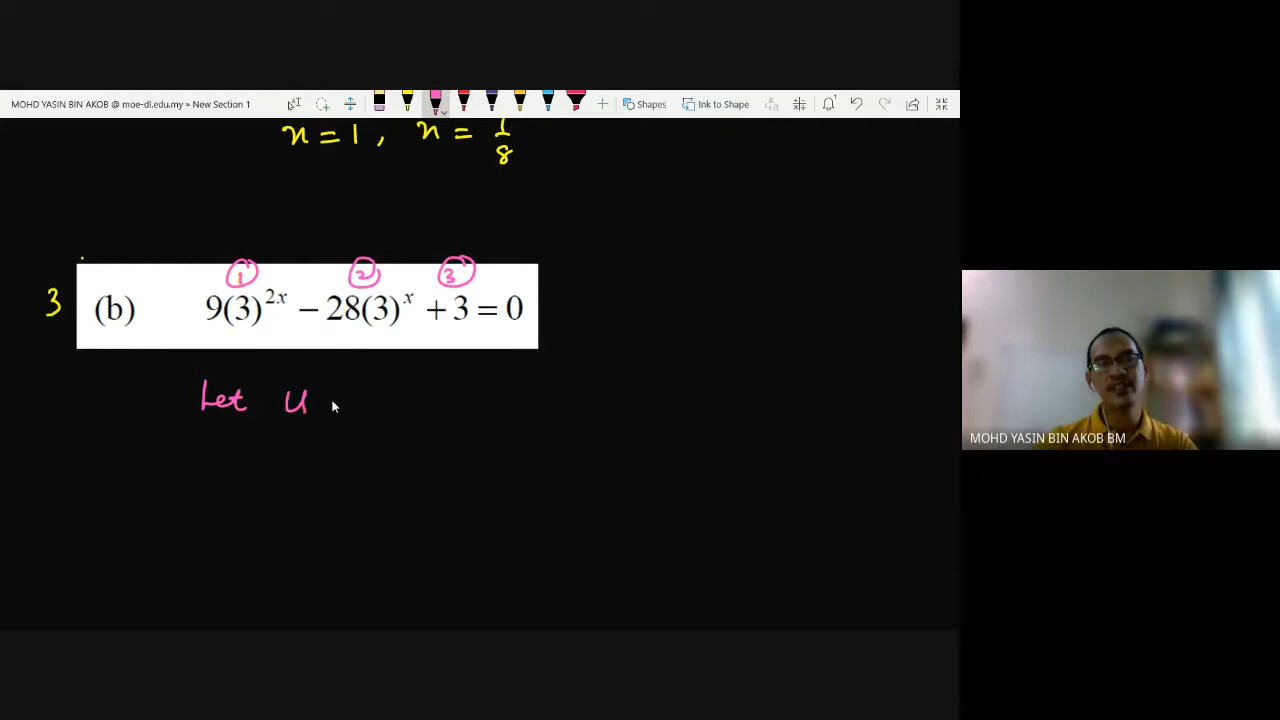 MOHD YASIN BIN AKOB @ moe-dl.edu.my » New Section 1
Shapes
Ink to Shape
x = 1 , x = 1/8
① ② ③
3 (b) 9(3)^{2x} − 28(3)^{x} + 3 = 0
Let u
MOHD YASIN BIN AKOB BM